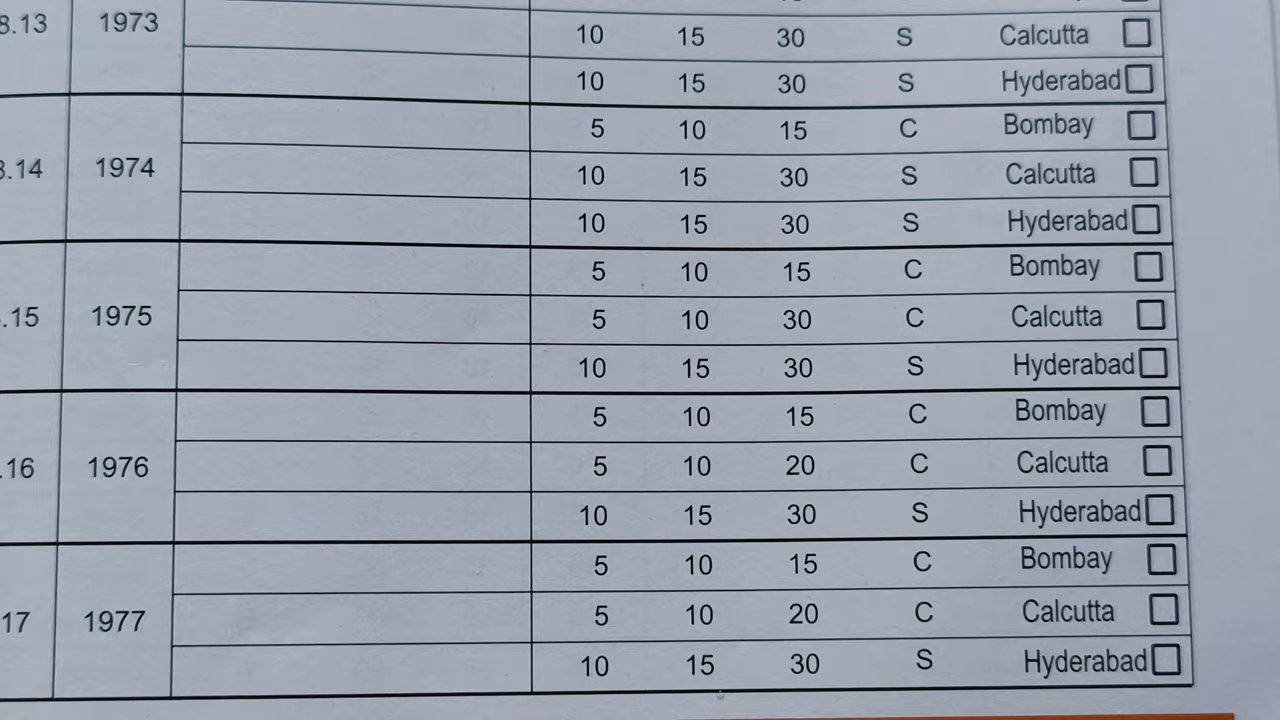 8.13 1973
10 15 30 S Calcutta
10 15 30 S Hyderabad
5 10 15 C Bombay
8.14 1974 10 15 30 S Calcutta
10 15 30 S Hyderabad
5 10 15 C Bombay
.15 1975 5 10 30 C Calcutta
10 15 30 S Hyderabad
5 10 15 C Bombay
.16 1976 5 10 20 C Calcutta
10 15 30 S Hyderabad
5 10 15 C Bombay
17 1977 5 10 20 C Calcutta
10 15 30 S Hyderabad